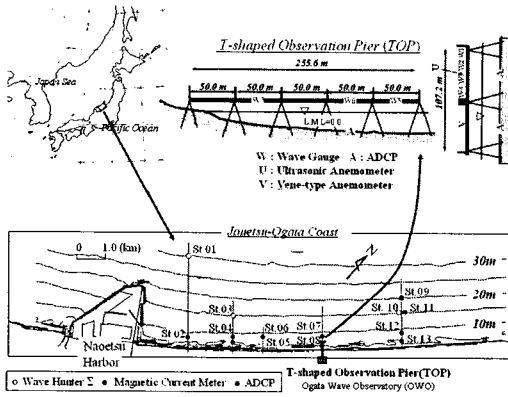 T-shaped Observation Pier (TOP)
255.6 m
50.0 m 50.0 m 50.0 m 50.0 m 50.0 m
L.M.L=0.0
A
107.2 m
U
V
A
W : Wave Gauge A : ADCP
U : Ultrasonic Anemometer
V : Vene-type Anemometer
Japan Sea
Pacific Ocean
Jouetsu-Ogata Coast
0 1.0 (km)
N
St 01
30m
St 09
20m
St 10 St 11
St 03
10m
St 02 St 04 St 06 St 07 St 12
St 05 St 08 St 13
Naoetsu
Harbor
T-shaped Observation Pier(TOP)
Ogata Wave Observatory (OWO)
Wave Hunter Σ Magnetic Current Meter ADCP